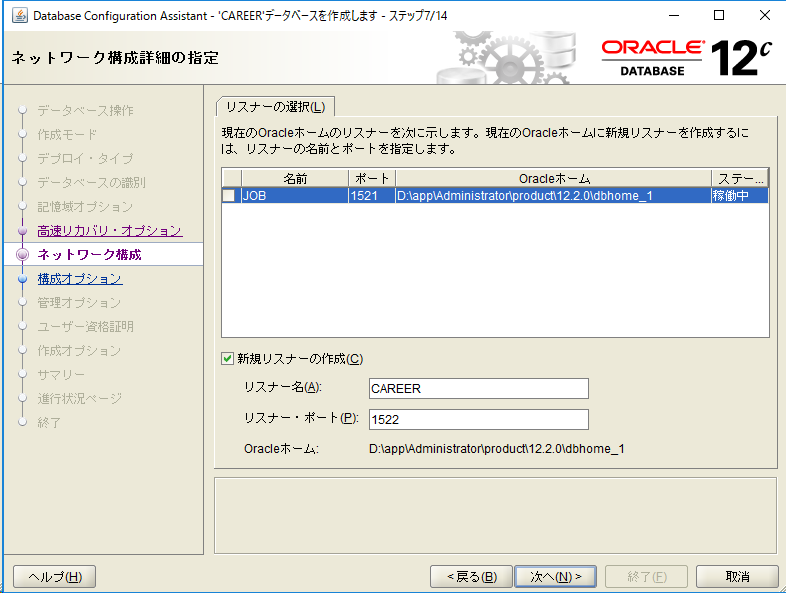 Database Configuration Assistant - 'CAREER'データベースを作成します - ステップ7/14
ネットワーク構成詳細の指定
ORACLE
DATABASE
12c
データベース操作
作成モード
デプロイ・タイプ
データベースの識別
記憶域オプション
高速リカバリ・オプション
ネットワーク構成
構成オプション
管理オプション
ユーザー資格証明
作成オプション
サマリー
進行状況ページ
終了
リスナーの選択(L)
現在のOracleホームのリスナーを次に示します。現在のOracleホームに新規リスナーを作成するに
は、リスナーの名前とポートを指定します。
名前 ポート Oracleホーム ステー...
JOB 1521 D:\app\Administrator\product\12.2.0\dbhome_1 稼働中
新規リスナーの作成(C)
リスナー名(A): CAREER
リスナー・ポート(P): 1522
Oracleホーム: D:\app\Administrator\product\12.2.0\dbhome_1
ヘルプ(H) <戻る(B) 次へ(N)> 終了(F) 取消